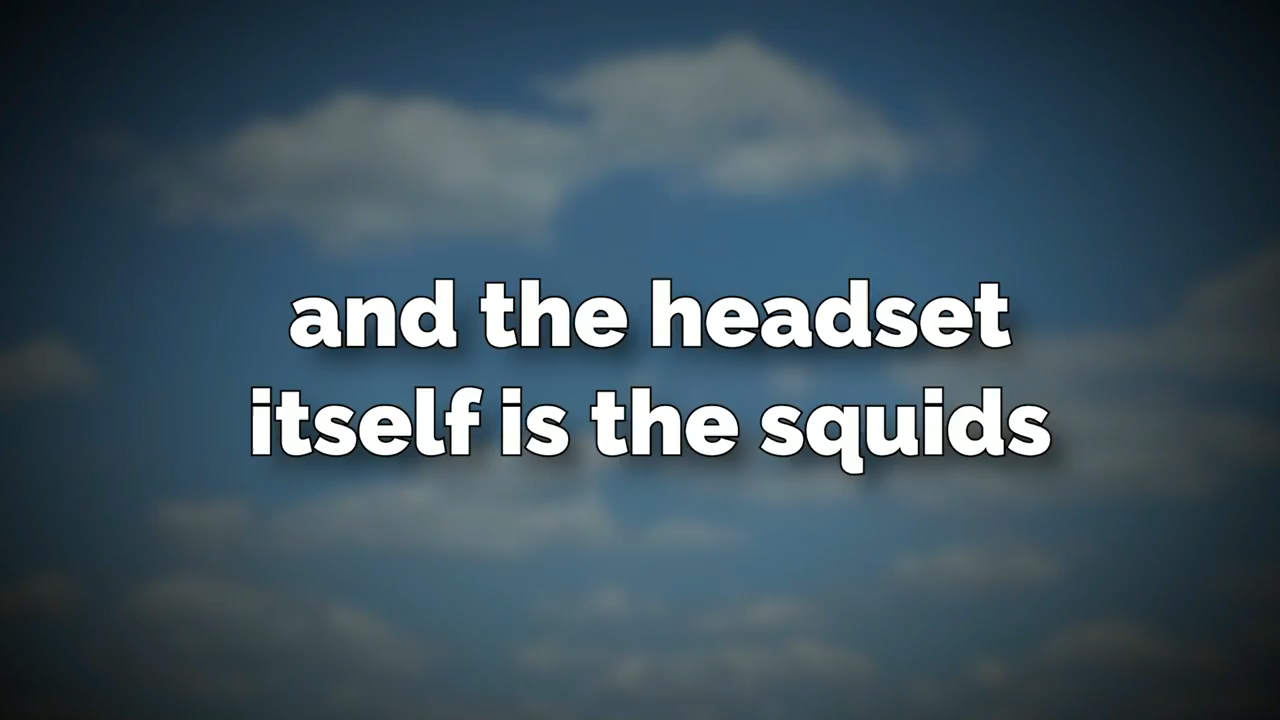 and the headset
itself is the squids